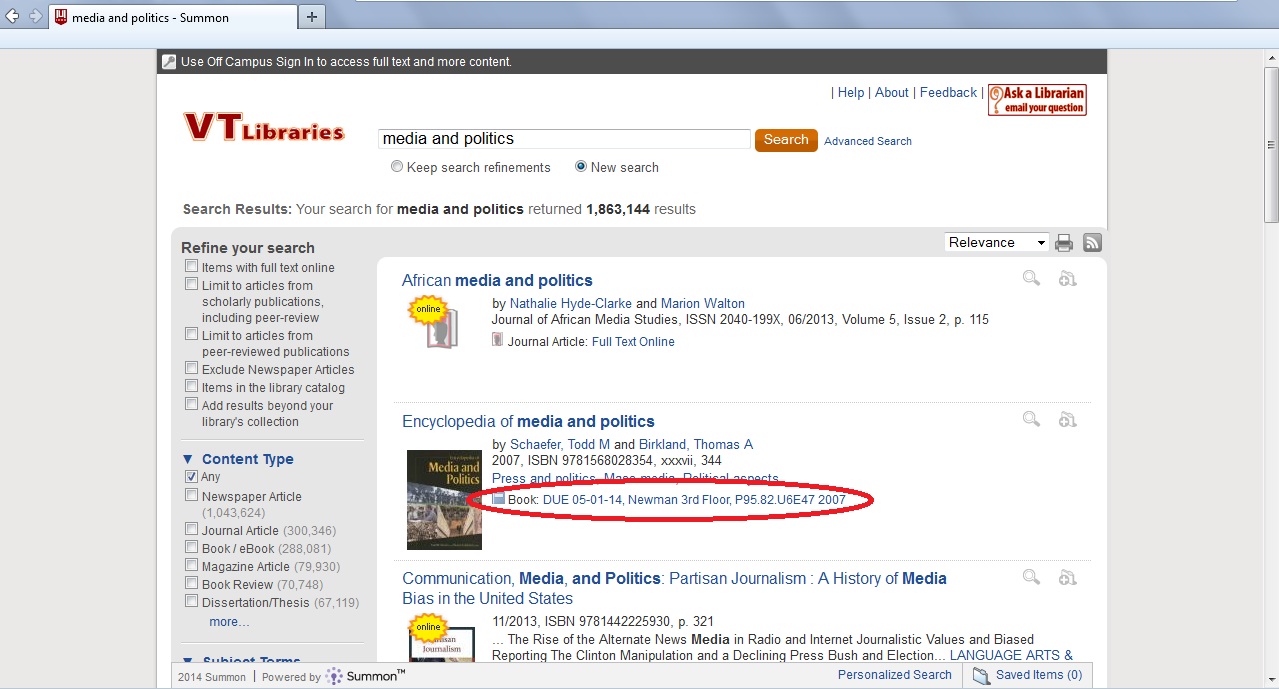 media and politics - Summon
Use Off Campus Sign In to access full text and more content.
| Help | About | Feedback |
Ask a Librarian
email your question
VT Libraries
media and politics
Search
Advanced Search
Keep search refinements
New search
Search Results: Your search for media and politics returned 1,863,144 results
Relevance
Refine your search
Items with full text online
Limit to articles from
scholarly publications,
including peer-review
Limit to articles from
peer-reviewed publications
Exclude Newspaper Articles
Items in the library catalog
Add results beyond your
library's collection
Content Type
Any
Newspaper Article
(1,043,624)
Journal Article (300,346)
Book / eBook (288,081)
Magazine Article (79,930)
Book Review (70,748)
Dissertation/Thesis (67,119)
more...
Subject Terms
African media and politics
online
by Nathalie Hyde-Clarke and Marion Walton
Journal of African Media Studies, ISSN 2040-199X, 06/2013, Volume 5, Issue 2, p. 115
Journal Article: Full Text Online
Encyclopedia of media and politics
Media and
Politics
by Schaefer, Todd M and Birkland, Thomas A
2007, ISBN 9781568028354, xxxvii, 344
Press and politics, Mass media, Political aspects
Book: DUE 05-01-14, Newman 3rd Floor, P95.82.U6E47 2007
Communication, Media, and Politics: Partisan Journalism : A History of Media
Bias in the United States
online
Partisan
Journalism
11/2013, ISBN 9781442225930, p. 321
... The Rise of the Alternate News Media in Radio and Internet Journalistic Values and Biased
Reporting The Clinton Manipulation and a Declining Press Bush and Election... LANGUAGE ARTS &
2014 Summon | Powered by Summon™
Personalized Search
Saved Items (0)